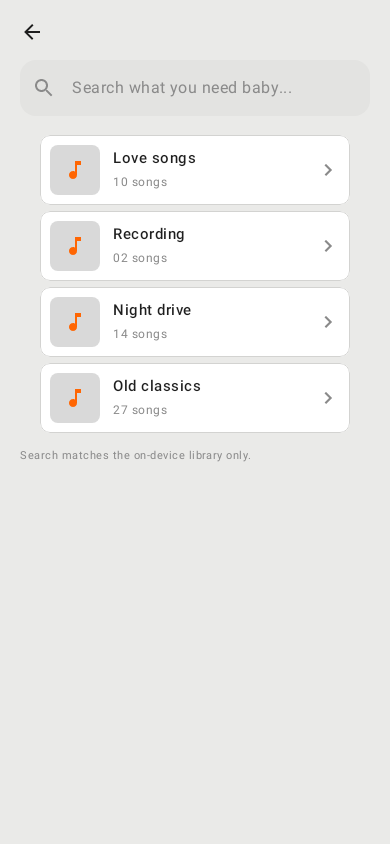 Search what you need baby...
Love songs
10 songs
Recording
02 songs
Night drive
14 songs
Old classics
27 songs
Search matches the on-device library only.